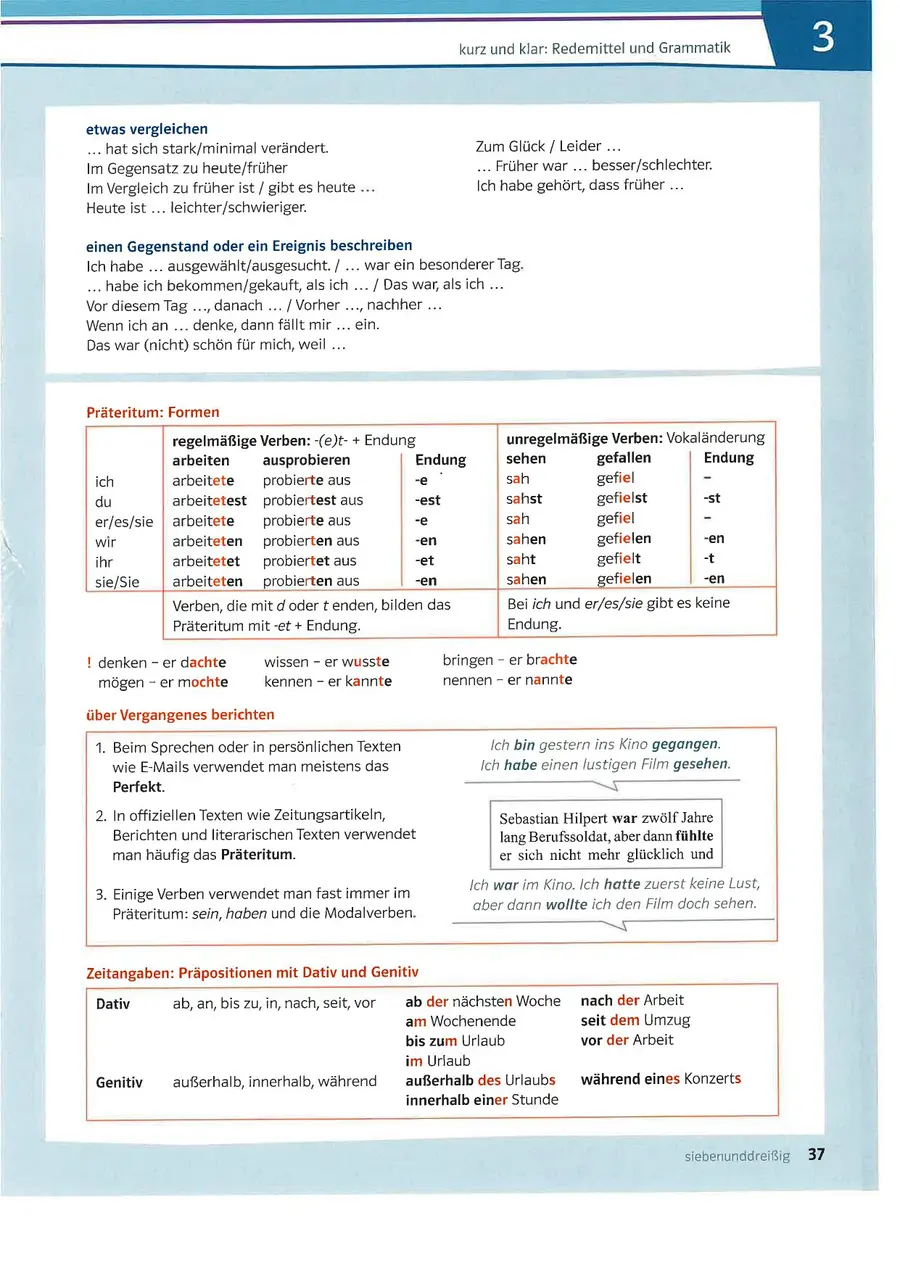 kurz und klar: Redemittel und Grammatik 3
etwas vergleichen
… hat sich stark/minimal verändert.
Im Gegensatz zu heute/früher
Im Vergleich zu früher ist / gibt es heute …
Heute ist … leichter/schwieriger.
Zum Glück / Leider …
… Früher war … besser/schlechter.
Ich habe gehört, dass früher …
einen Gegenstand oder ein Ereignis beschreiben
Ich habe … ausgewählt/ausgesucht. / … war ein besonderer Tag.
… habe ich bekommen/gekauft, als ich … / Das war, als ich …
Vor diesem Tag …, danach … / Vorher …, nachher …
Wenn ich an … denke, dann fällt mir … ein.
Das war (nicht) schön für mich, weil …
Präteritum: Formen
regelmäßige Verben: -(e)t- + Endung unregelmäßige Verben: Vokaländerung
arbeiten ausprobieren Endung sehen gefallen Endung
ich arbeitete probierte aus -e sah gefiel –
du arbeitetest probiertest aus -est sahst gefielst -st
er/es/sie arbeitete probierte aus -e sah gefiel –
wir arbeiteten probierten aus -en sahen gefielen -en
ihr arbeitetet probiertet aus -et saht gefielt -t
sie/Sie arbeiteten probierten aus -en sahen gefielen -en
Verben, die mit d oder t enden, bilden das
Präteritum mit -et + Endung.
Bei ich und er/es/sie gibt es keine
Endung.
! denken – er dachte wissen – er wusste bringen – er brachte
mögen – er mochte kennen – er kannte nennen – er nannte
über Vergangenes berichten
1. Beim Sprechen oder in persönlichen Texten
wie E-Mails verwendet man meistens das
Perfekt.
Ich bin gestern ins Kino gegangen.
Ich habe einen lustigen Film gesehen.
2. In offiziellen Texten wie Zeitungsartikeln,
Berichten und literarischen Texten verwendet
man häufig das Präteritum.
Sebastian Hilpert war zwölf Jahre
lang Berufssoldat, aber dann fühlte
er sich nicht mehr glücklich und
3. Einige Verben verwendet man fast immer im
Präteritum: sein, haben und die Modalverben.
Ich war im Kino. Ich hatte zuerst keine Lust,
aber dann wollte ich den Film doch sehen.
Zeitangaben: Präpositionen mit Dativ und Genitiv
Dativ ab, an, bis zu, in, nach, seit, vor ab der nächsten Woche nach der Arbeit
am Wochenende seit dem Umzug
bis zum Urlaub vor der Arbeit
im Urlaub
Genitiv außerhalb, innerhalb, während außerhalb des Urlaubs während eines Konzerts
innerhalb einer Stunde
siebenunddreißig 37